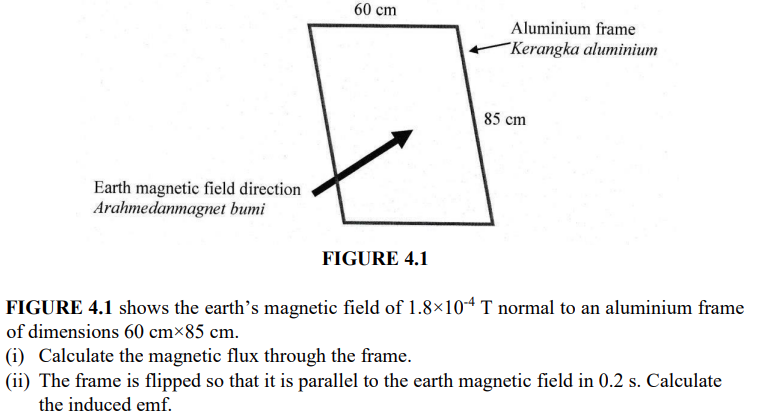 60 cm
Aluminium frame
Kerangka aluminium
85 cm
Earth magnetic field direction
Arahmedanmagnet bumi
FIGURE 4.1
FIGURE 4.1 shows the earth's magnetic field of 1.8×10⁻⁴ T normal to an aluminium frame
of dimensions 60 cm×85 cm.
(i) Calculate the magnetic flux through the frame.
(ii) The frame is flipped so that it is parallel to the earth magnetic field in 0.2 s. Calculate
the induced emf.